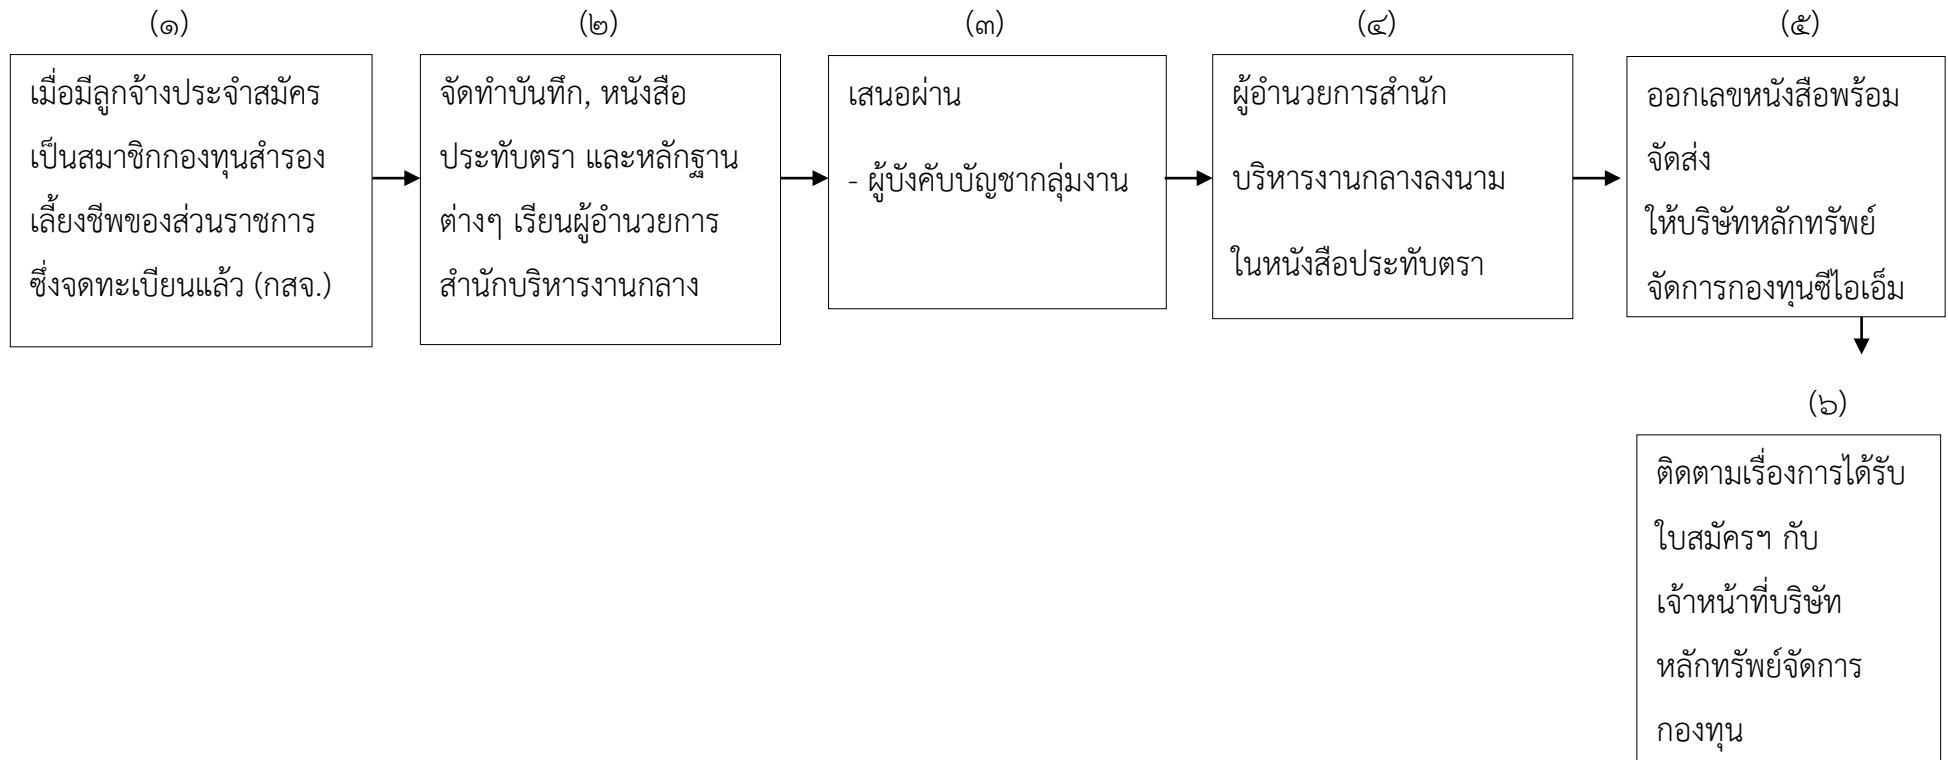 (๑)
เมื่อมีลูกจ้างประจำสมัคร
เป็นสมาชิกกองทุนสำรอง
เลี้ยงชีพของส่วนราชการ
ซึ่งจดทะเบียนแล้ว (กสจ.)
(๒)
จัดทำบันทึก, หนังสือ
ประทับตรา และหลักฐาน
ต่างๆ เรียนผู้อำนวยการ
สำนักบริหารงานกลาง
(๓)
เสนอผ่าน
- ผู้บังคับบัญชากลุ่มงาน
(๔)
ผู้อำนวยการสำนัก
บริหารงานกลางลงนาม
ในหนังสือประทับตรา
(๕)
ออกเลขหนังสือพร้อม
จัดส่ง
ให้บริษัทหลักทรัพย์
จัดการกองทุนซีไอเอ็ม
(๖)
ติดตามเรื่องการได้รับ
ใบสมัครฯ กับ
เจ้าหน้าที่บริษัท
หลักทรัพย์จัดการ
กองทุน